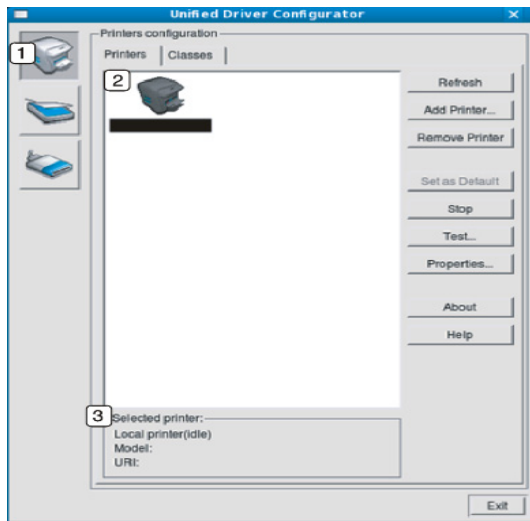 Unified Driver Configurator
1
Printers configuration
Printers
Classes
2
Refresh
Add Printer...
Remove Printer
Set as Default
Stop
Test...
Properties...
About
Help
3
Selected printer:
Local printer(idle)
Model:
URI:
Exit